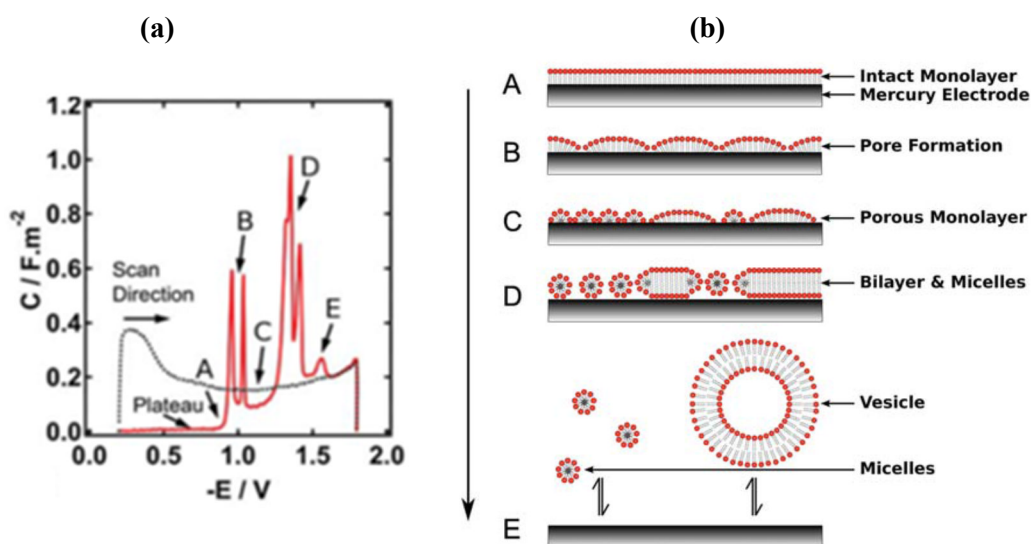 (a)
(b)
1.2
1.0
0.8
0.6
0.4
0.2
0.0
C / F.m-2
0.0
0.5
1.0
1.5
2.0
-E / V
Scan
Direction
Plateau
A
B
C
D
E
A
Intact Monolayer
Mercury Electrode
B
Pore Formation
C
Porous Monolayer
D
Bilayer & Micelles
Vesicle
Micelles
E